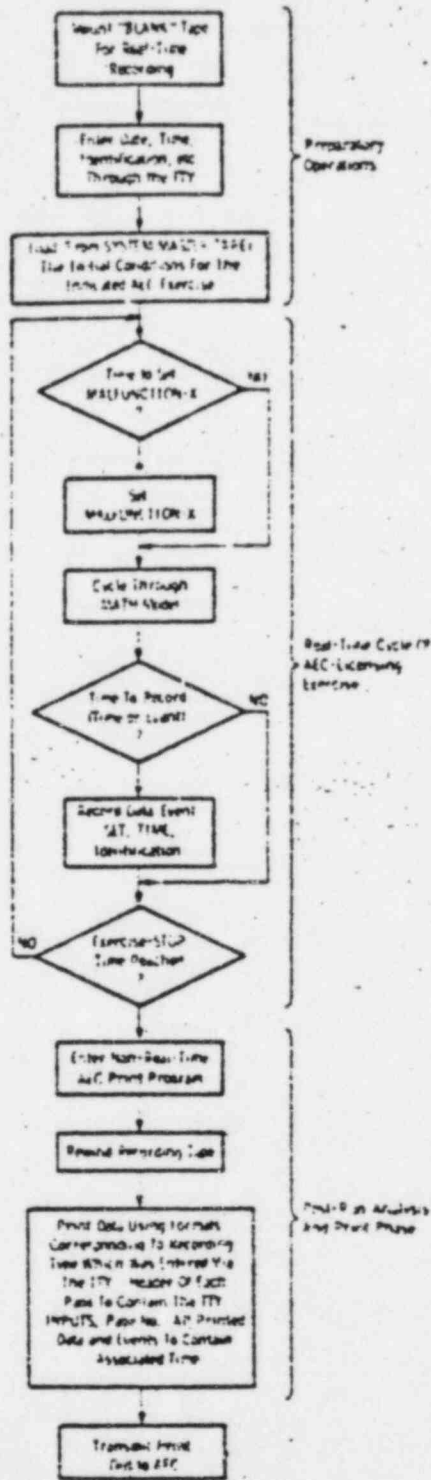 Mount "BLANK" Tape
For Real-Time
Recording
Enter Date, Time,
Identification, etc
Through the TTY
Preparatory
Operations
From SYSTEM MASTER TAPE
The Initial Conditions For The
Indicated AEC Exercise
Time to Set
MALFUNCTION-X
?
NO
Set
MALFUNCTION-X
Cycle Through
MATH Model
Real-Time Cycle Of
AEC-Licensing
Exercise
Time To Record
(Time or Event)
?
NO
Record Data Event
SET, TIME,
Identification
Exercise-STOP
Time Reached
?
NO
Enter Non-Real-Time
AEC Print Program
Rewind Recording Tape
Post-Run Analysis
And Print Phase
Print Data Using Formats
Corresponding To Recording
Which Was Entered Via
The TTY Header Of Each
Page To Contain The TTY
INPUTS, Page No. All Printed
Data and Events To Contain
Associated Time
Transmit Print
Out to AEC